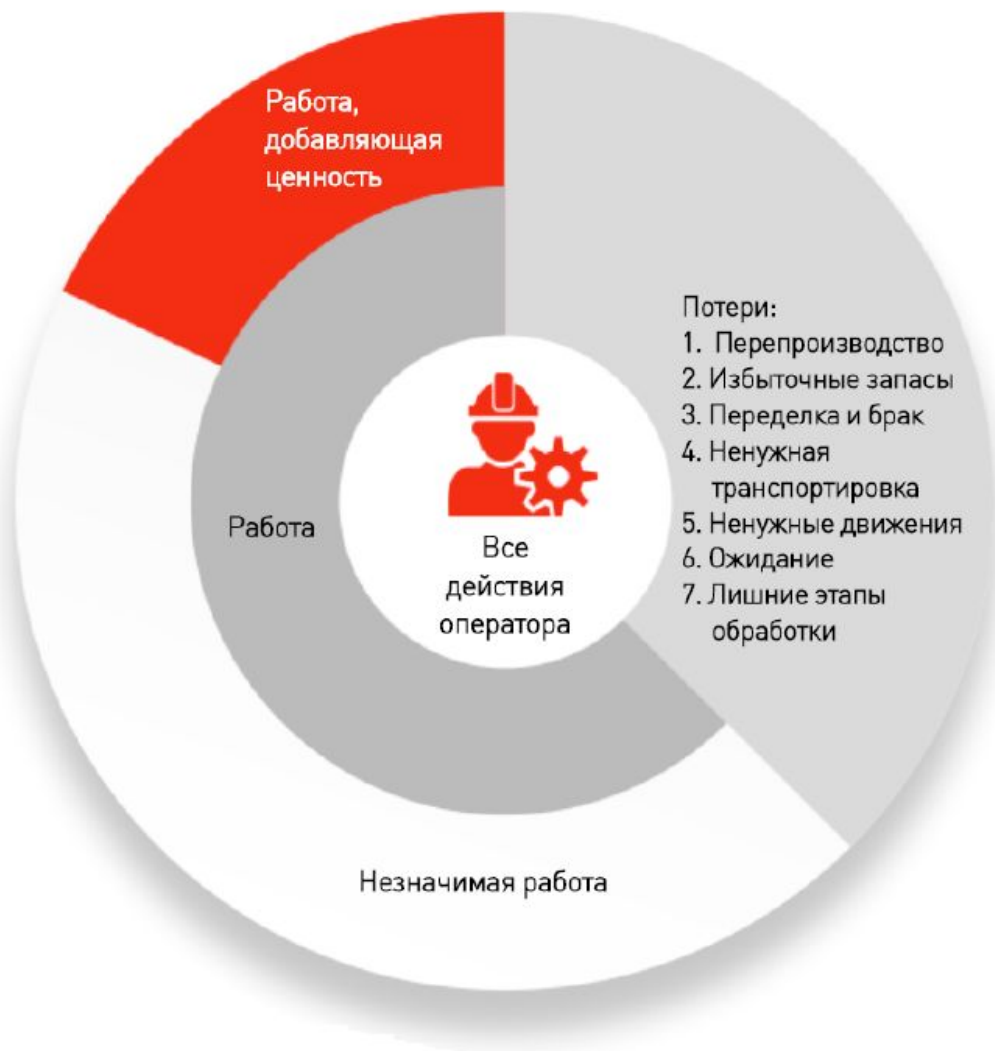 Работа,
добавляющая
ценность
Потери:
1. Перепроизводство
2. Избыточные запасы
3. Переделка и брак
4. Ненужная
транспортировка
5. Ненужные движения
6. Ожидание
7. Лишние этапы
обработки
Работа
Все
действия
оператора
Незначимая работа